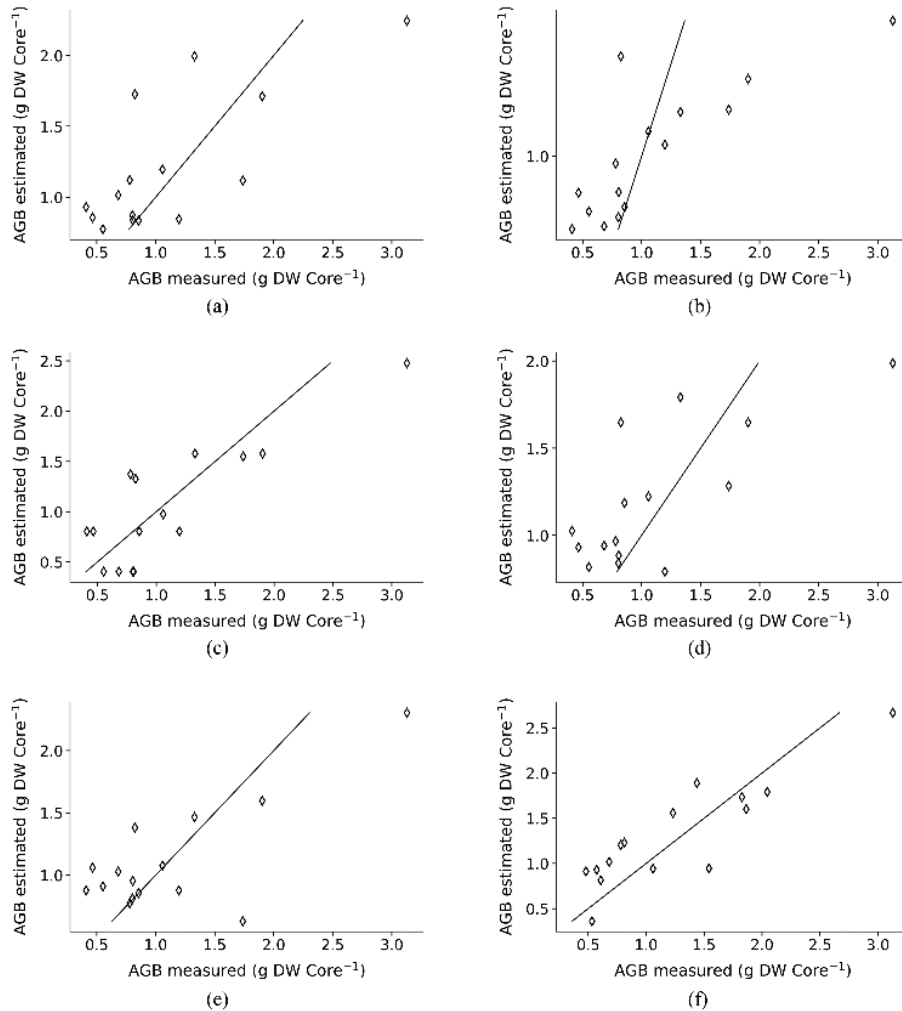 AGB estimated (g DW Core⁻¹)
2.0
1.5
1.0
0.5 1.0 1.5 2.0 2.5 3.0
AGB measured (g DW Core⁻¹)
(a)
AGB estimated (g DW Core⁻¹)
1.0
0.5 1.0 1.5 2.0 2.5 3.0
AGB measured (g DW Core⁻¹)
(b)
AGB estimated (g DW Core⁻¹)
2.5
2.0
1.5
1.0
0.5
0.5 1.0 1.5 2.0 2.5 3.0
AGB measured (g DW Core⁻¹)
(c)
AGB estimated (g DW Core⁻¹)
2.0
1.5
1.0
0.5 1.0 1.5 2.0 2.5 3.0
AGB measured (g DW Core⁻¹)
(d)
AGB estimated (g DW Core⁻¹)
2.0
1.5
1.0
0.5 1.0 1.5 2.0 2.5 3.0
AGB measured (g DW Core⁻¹)
(e)
AGB estimated (g DW Core⁻¹)
2.5
2.0
1.5
1.0
0.5
0.5 1.0 1.5 2.0 2.5 3.0
AGB measured (g DW Core⁻¹)
(f)